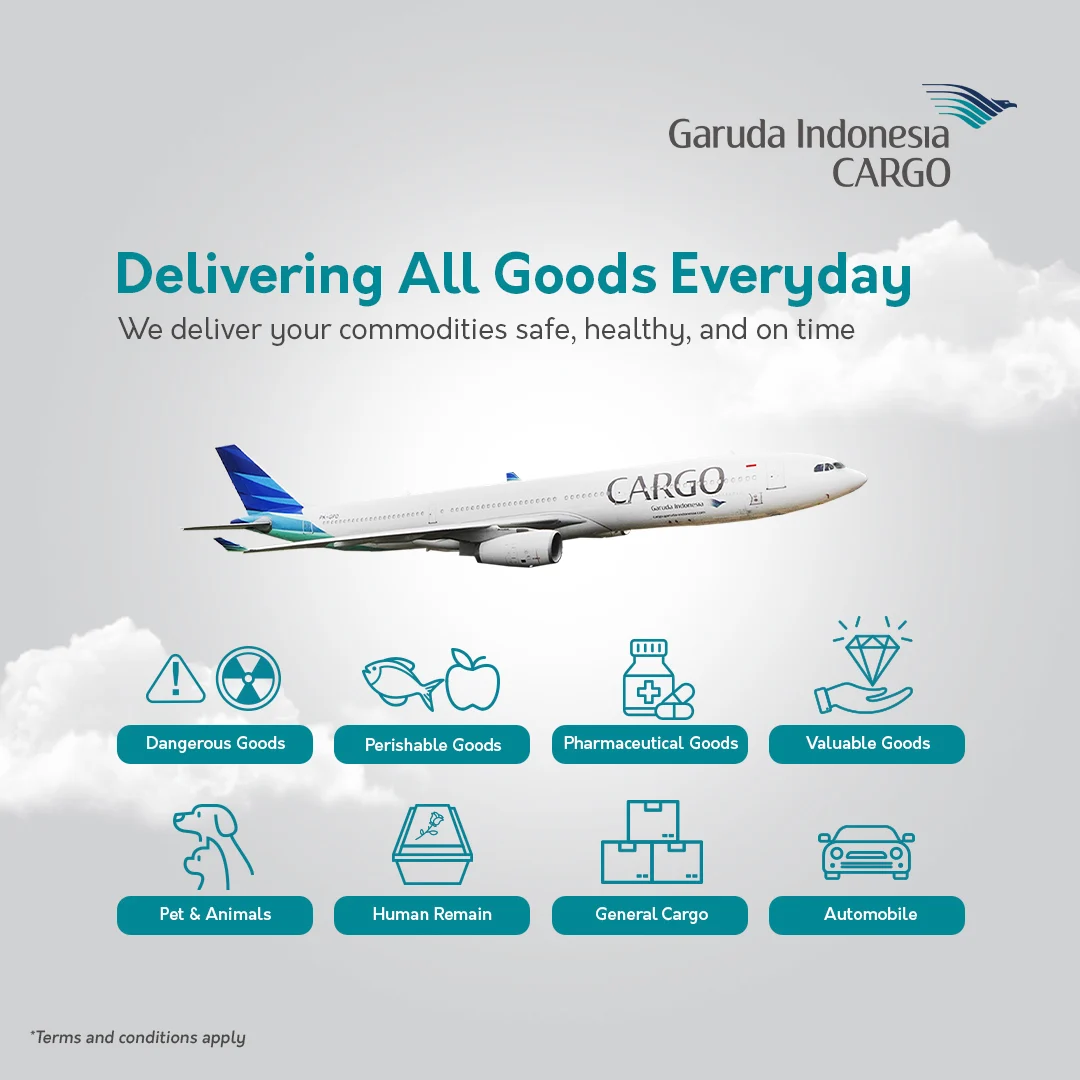 Garuda Indonesia
CARGO
Delivering All Goods Everyday
We deliver your commodities safe, healthy, and on time
CARGO
Garuda Indonesia
Dangerous Goods
Perishable Goods
Pharmaceutical Goods
Valuable Goods
Pet & Animals
Human Remain
General Cargo
Automobile
*Terms and conditions apply